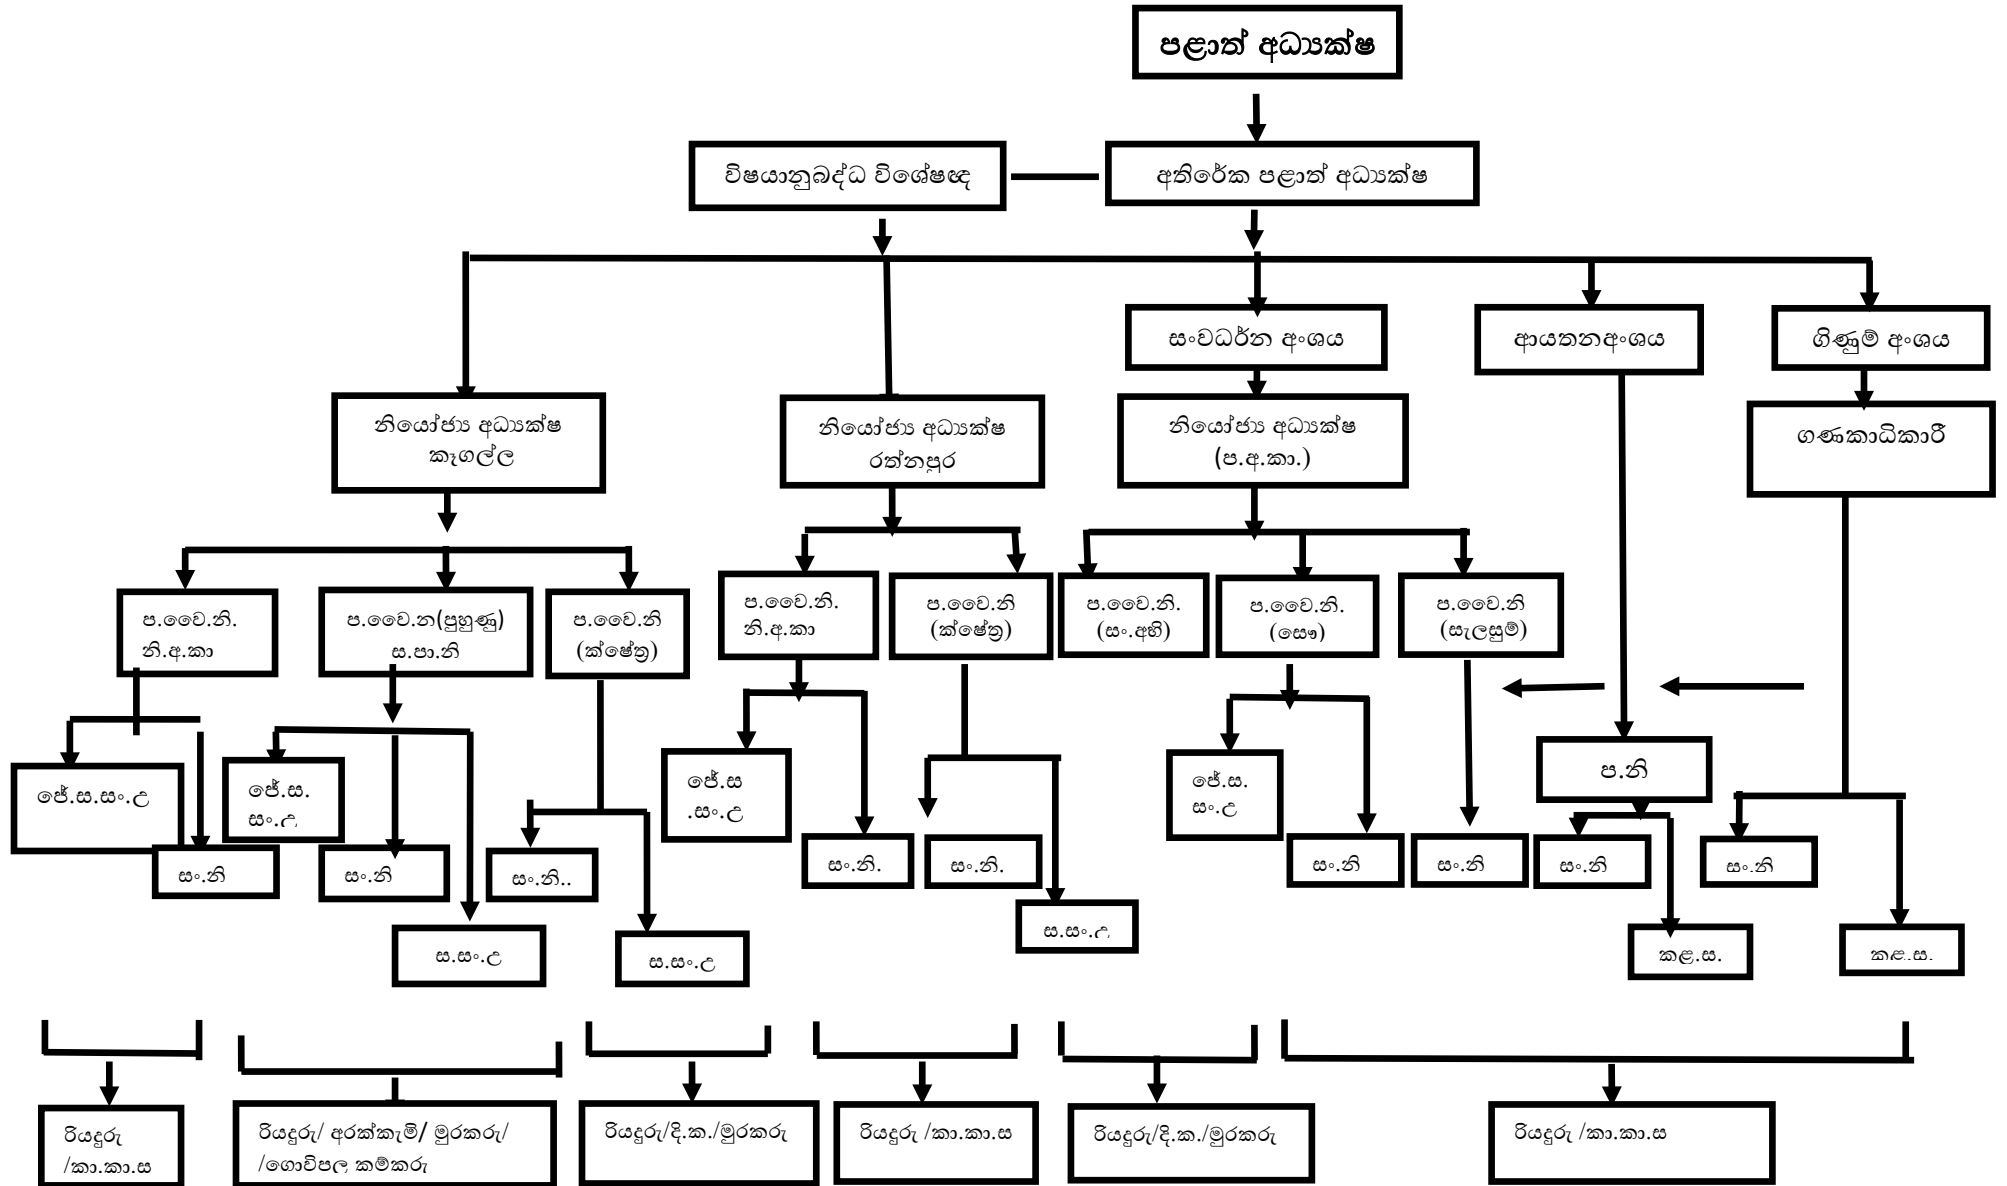 පළාත් අධ්‍යක්ෂ
විෂයානුබද්ධ විශේෂඥ
අතිරේක පළාත් අධ්‍යක්ෂ
සංවර්ධන අංශය
ආයතනඅංශය
ගිණුම් අංශය
නියෝජ්‍ය අධ්‍යක්ෂ
කෑගල්ල
නියෝජ්‍ය අධ්‍යක්ෂ
රත්නපුර
නියෝජ්‍ය අධ්‍යක්ෂ
(ප.අ.කා.)
ගණකාධිකාරී
ප.වෛ.නි.
නි.අ.කා
ප.වෛ.න(පුහුණු)
ස.පා.නි
ප.වෛ.නි
(ක්ෂේත්‍ර)
ප.වෛ.නි.
නි.අ.කා
ප.වෛ.නි
(ක්ෂේත්‍ර)
ප.වෛ.නි.
(සං.අභි)
ප.වෛ.නි.
(සෞ)
ප.වෛ.නි
(සැලසුම්)
ප.නි
ජේ.ස.සං.උ
ජේ.ස.
සං.උ
ජේ.ස
.සං.උ
ජේ.ස.
සං.උ
සං.නි
සං.නි
සං.නි..
සං.නි.
සං.නි.
සං.නි
සං.නි
සං.නි
සං.නි
ස.සං.උ
ස.සං.උ
ස.සං.උ
කළ.ස.
කළ.ස.
රියදුරු
/කා.කා.ස
රියදුරු/ අරක්කැමි/ මුරකරු/
/ගොවිපල කම්කරු
රියදුරු/දි.ක./මුරකරු
රියදුරු /කා.කා.ස
රියදුරු/දි.ක./මුරකරු
රියදුරු /කා.කා.ස